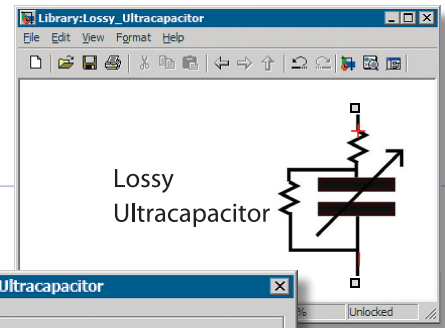 Library:Lossy_Ultracapacitor
File Edit View Format Help
Lossy
Ultracapacitor
Ultracapacitor
% Unlocked